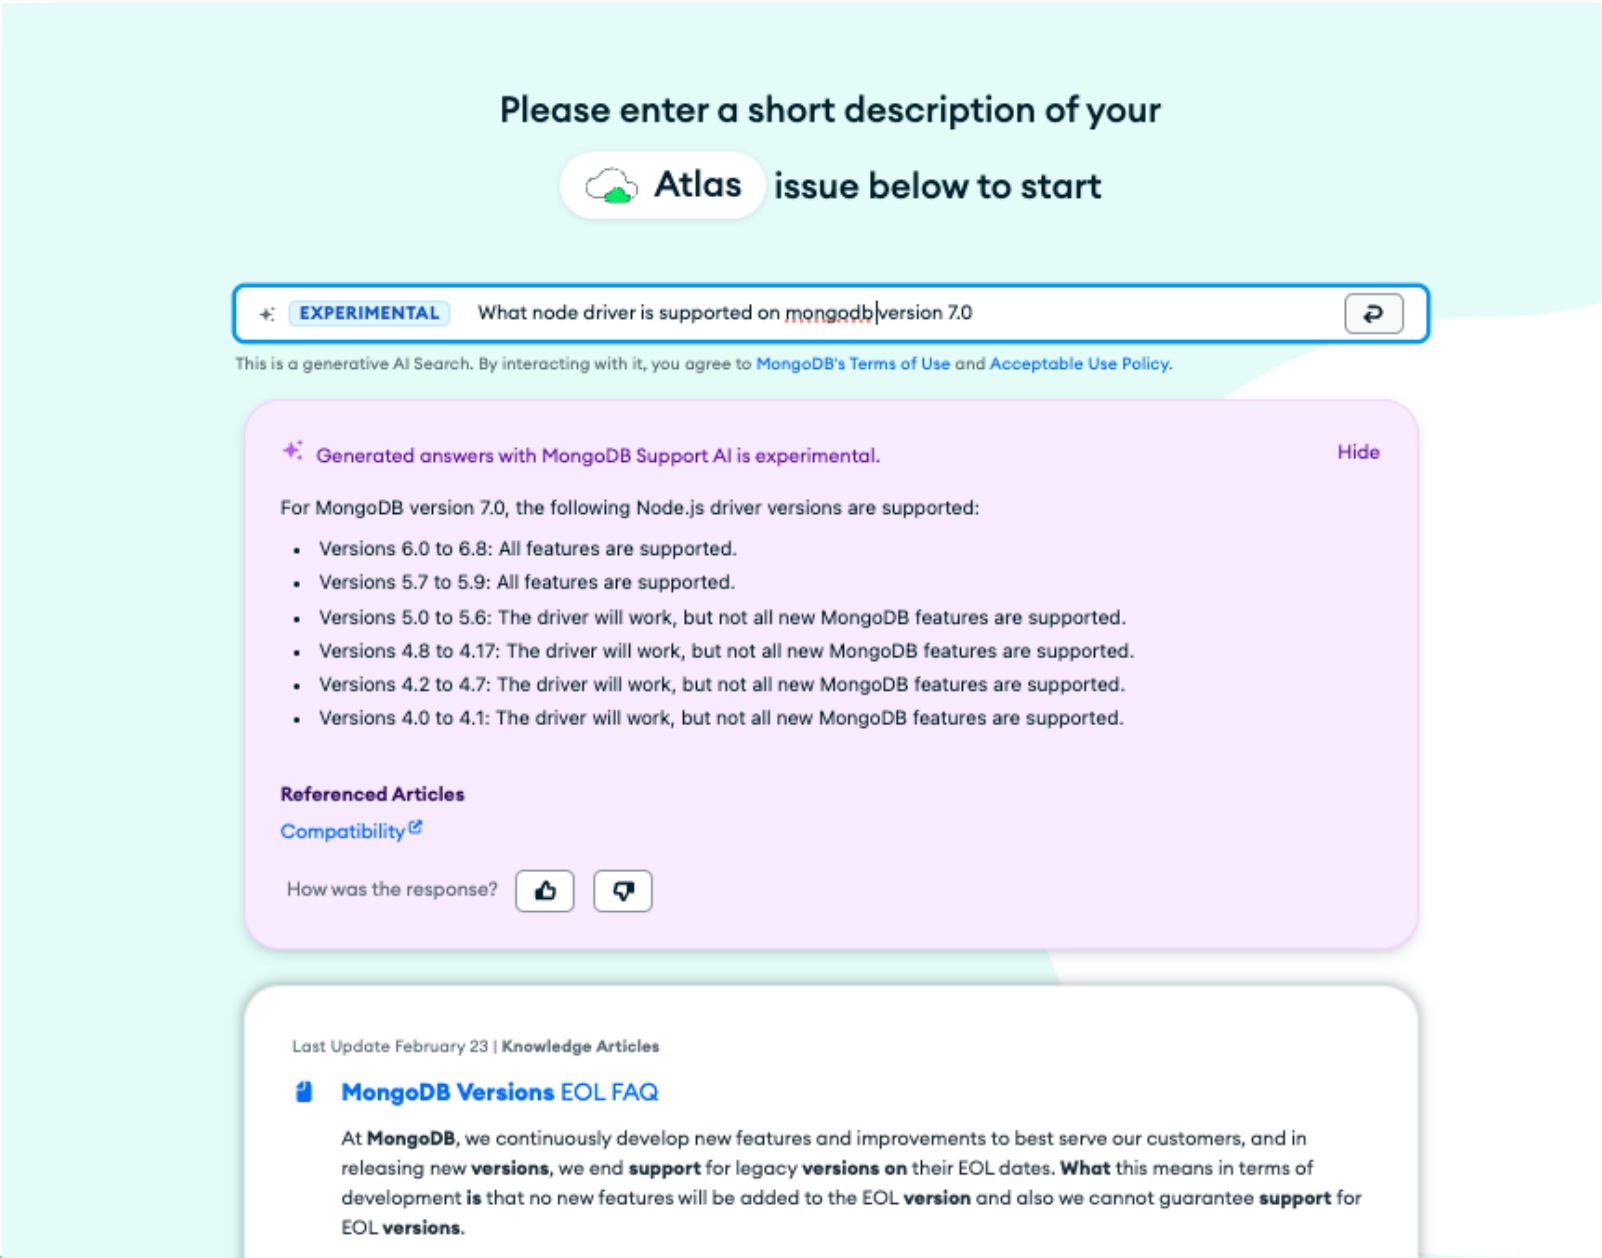 Please enter a short description of your
Atlas issue below to start
EXPERIMENTAL What node driver is supported on mongodb version 7.0
This is a generative AI Search. By interacting with it, you agree to MongoDB's Terms of Use and Acceptable Use Policy.
Generated answers with MongoDB Support AI is experimental. Hide
For MongoDB version 7.0, the following Node.js driver versions are supported:
• Versions 6.0 to 6.8: All features are supported.
• Versions 5.7 to 5.9: All features are supported.
• Versions 5.0 to 5.6: The driver will work, but not all new MongoDB features are supported.
• Versions 4.8 to 4.17: The driver will work, but not all new MongoDB features are supported.
• Versions 4.2 to 4.7: The driver will work, but not all new MongoDB features are supported.
• Versions 4.0 to 4.1: The driver will work, but not all new MongoDB features are supported.
Referenced Articles
Compatibility
How was the response?
Last Update February 23 | Knowledge Articles
MongoDB Versions EOL FAQ
At MongoDB, we continuously develop new features and improvements to best serve our customers, and in
releasing new versions, we end support for legacy versions on their EOL dates. What this means in terms of
development is that no new features will be added to the EOL version and also we cannot guarantee support for
EOL versions.